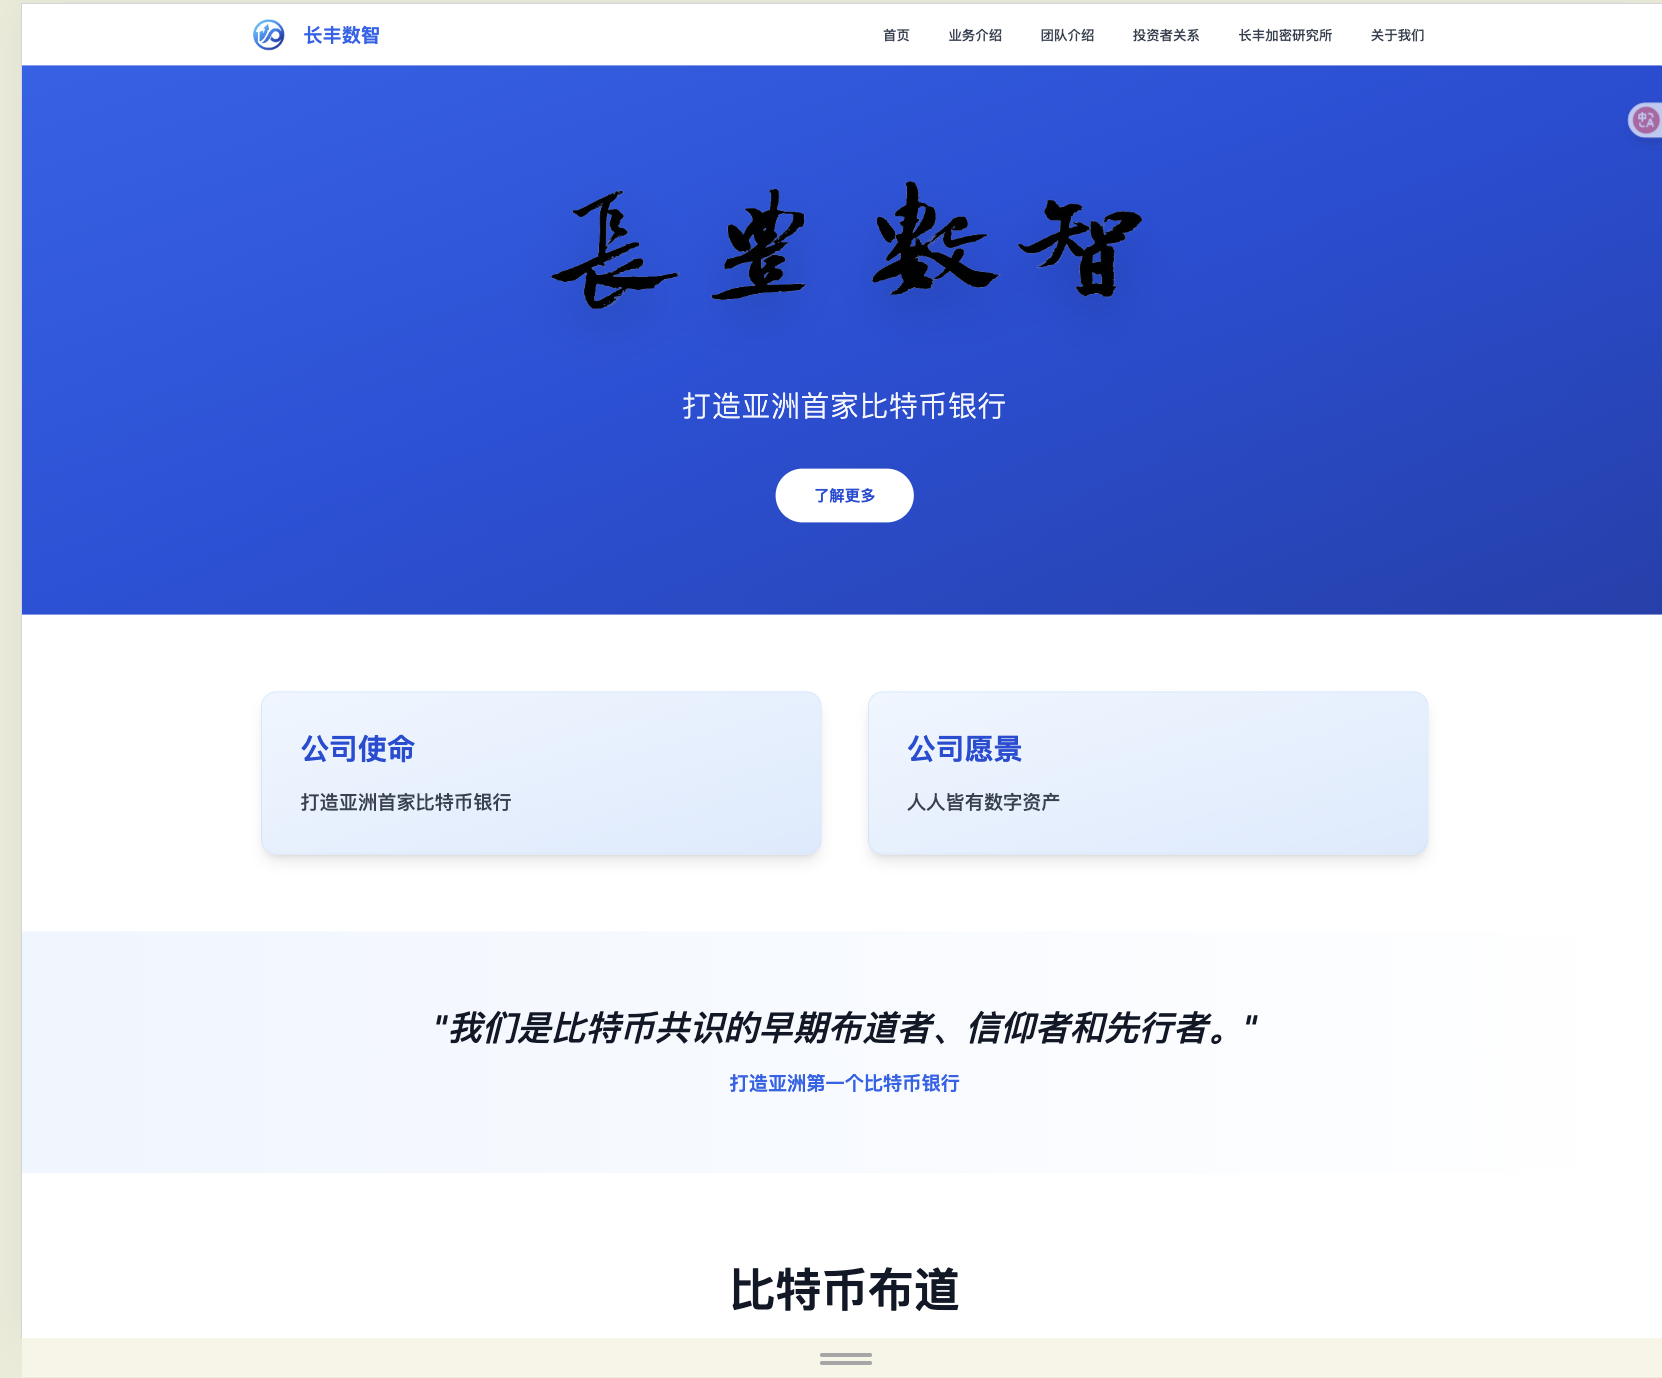 长丰数智
首页 业务介绍 团队介绍 投资者关系 长丰加密研究所 关于我们
中A
長豐數智
打造亚洲首家比特币银行
了解更多
公司使命
打造亚洲首家比特币银行
公司愿景
人人皆有数字资产
"我们是比特币共识的早期布道者、信仰者和先行者。"
打造亚洲第一个比特币银行
比特币布道